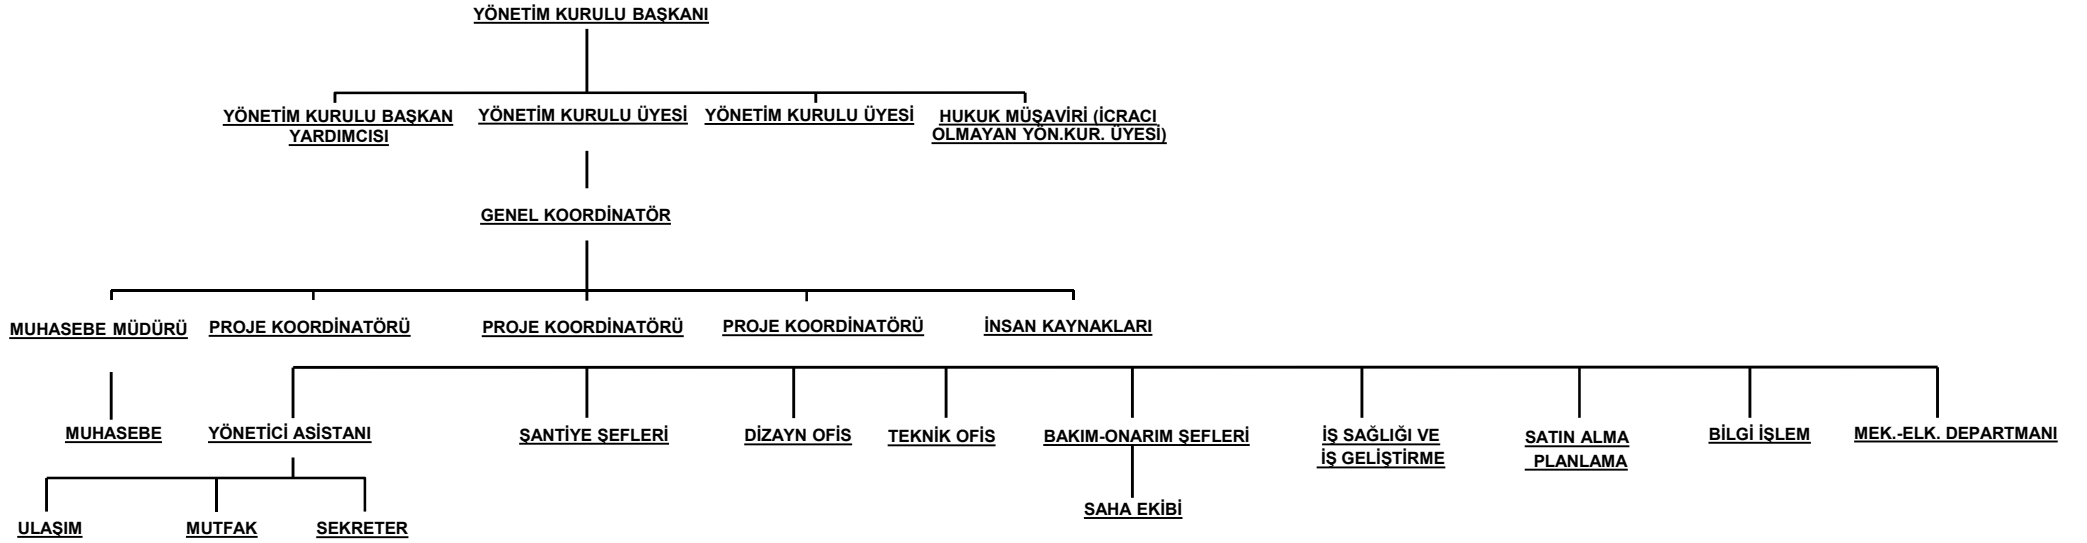 YÖNETİM KURULU BAŞKANI
YÖNETİM KURULU BAŞKAN
YARDIMCISI
YÖNETİM KURULU ÜYESİ
YÖNETİM KURULU ÜYESİ
HUKUK MÜŞAVİRİ (İCRACI
OLMAYAN YÖN.KUR. ÜYESİ)
GENEL KOORDİNATÖR
MUHASEBE MÜDÜRÜ
PROJE KOORDİNATÖRÜ
PROJE KOORDİNATÖRÜ
PROJE KOORDİNATÖRÜ
İNSAN KAYNAKLARI
MUHASEBE
YÖNETİCİ ASİSTANI
ŞANTİYE ŞEFLERİ
DİZAYN OFİS
TEKNİK OFİS
BAKIM-ONARIM ŞEFLERİ
İŞ SAĞLIĞI VE
İŞ GELİŞTİRME
SATIN ALMA
PLANLAMA
BİLGİ İŞLEM
MEK.-ELK. DEPARTMANI
ULAŞIM
MUTFAK
SEKRETER
SAHA EKİBİ